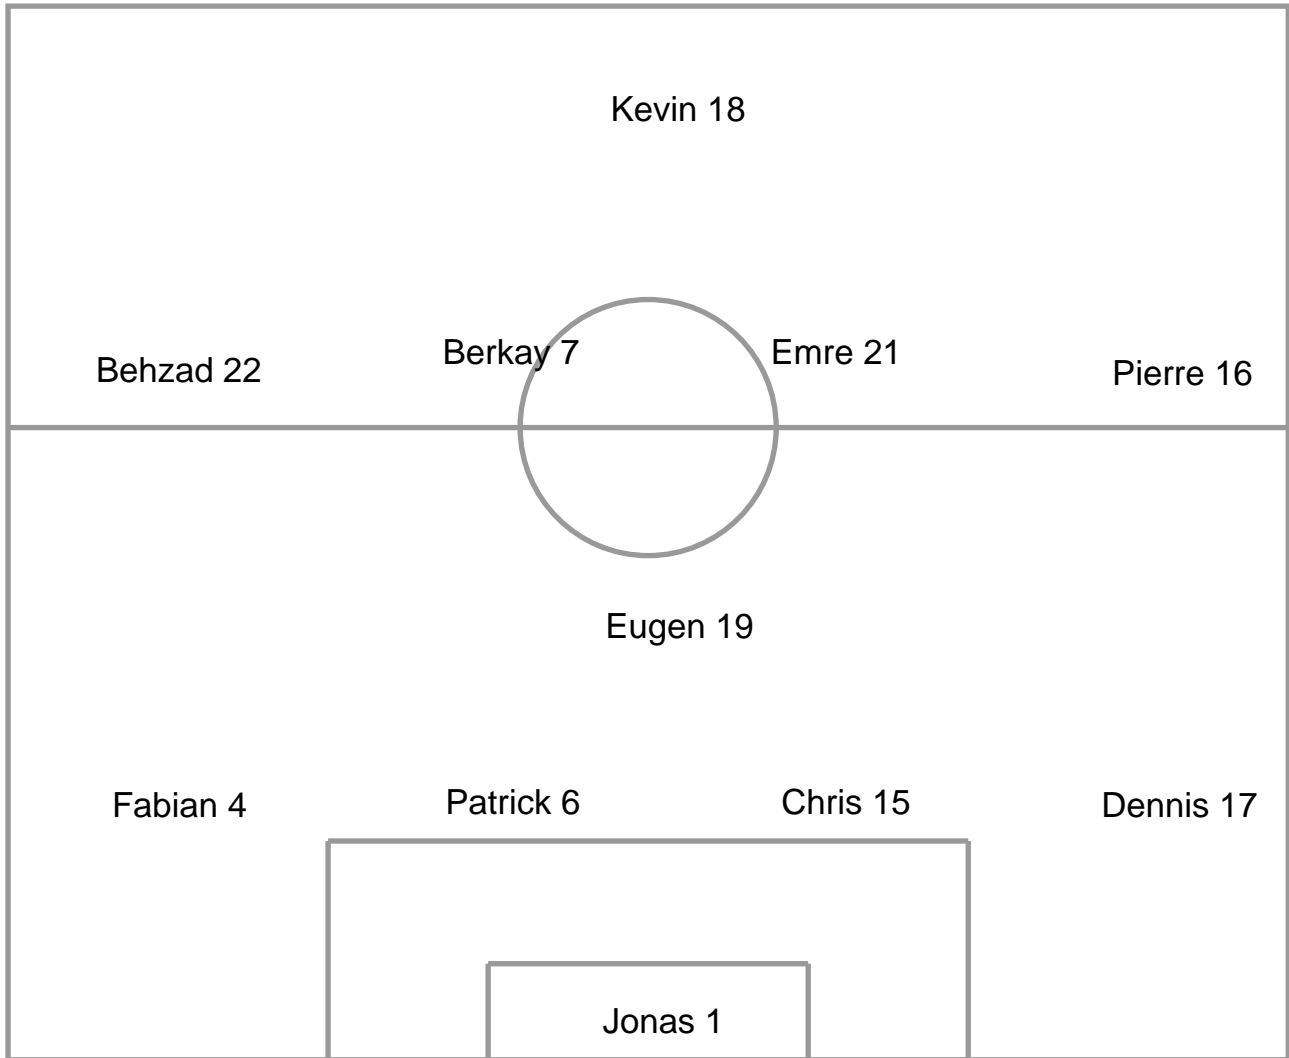 Kevin 18
Behzad 22
Berkay 7
Emre 21
Pierre 16
Eugen 19
Fabian 4
Patrick 6
Chris 15
Dennis 17
Jonas 1